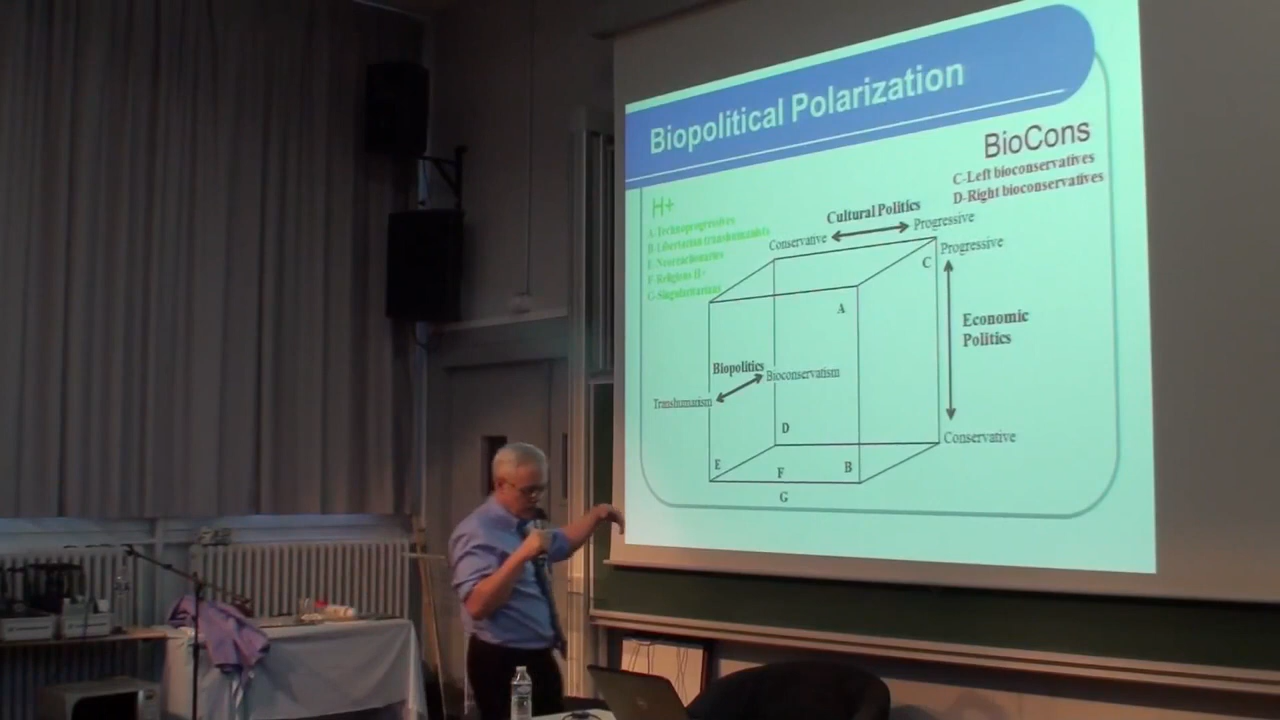 Biopolitical Polarization
BioCons
C-Left bioconservatives
D-Right bioconservatives
H+
A-Technoprogressives
B-Libertarian transhumanists
E-Neoreactionaries
F-Religious H+
G-Singularitarians
Cultural Politics
Conservative
Progressive
Progressive
C
A
Economic
Politics
Biopolitics
Bioconservatism
Transhumanism
D
Conservative
E
F
B
G